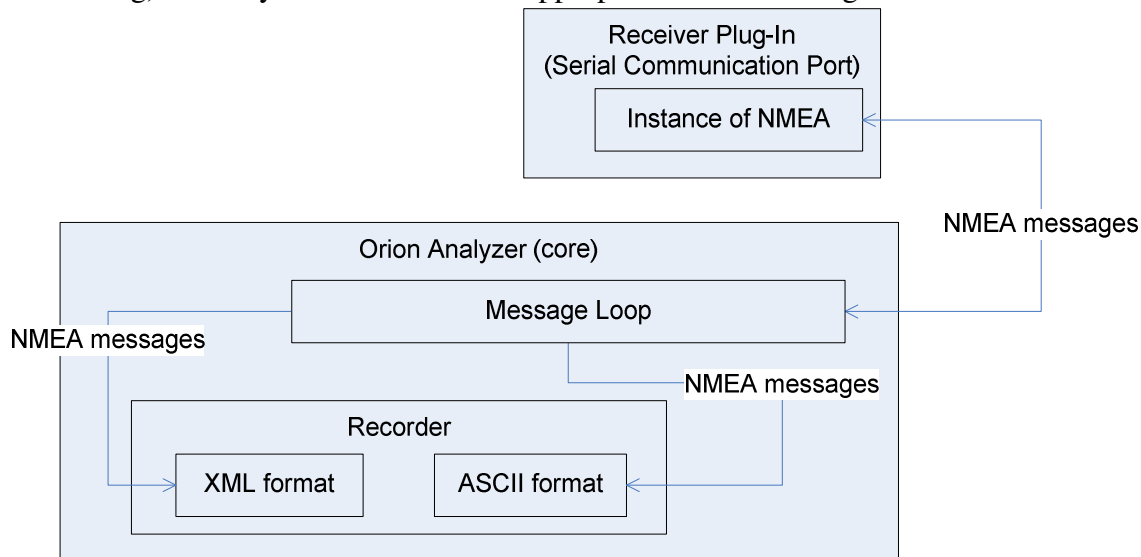 Receiver Plug-In
(Serial Communication Port)
Instance of NMEA
NMEA messages
Orion Analyzer (core)
Message Loop
NMEA messages
NMEA messages
Recorder
XML format
ASCII format